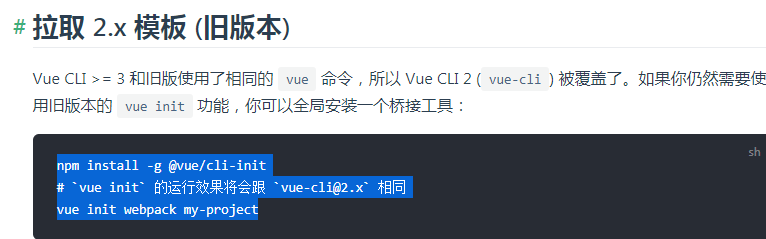 # 拉取 2.x 模板 (旧版本)
Vue CLI >= 3 和旧版使用了相同的 vue 命令，所以 Vue CLI 2 (vue-cli) 被覆盖了。如果你仍然需要使
用旧版本的 vue init 功能，你可以全局安装一个桥接工具：
sh
npm install -g @vue/cli-init
# `vue init` 的运行效果将会跟 `vue-cli@2.x` 相同
vue init webpack my-project